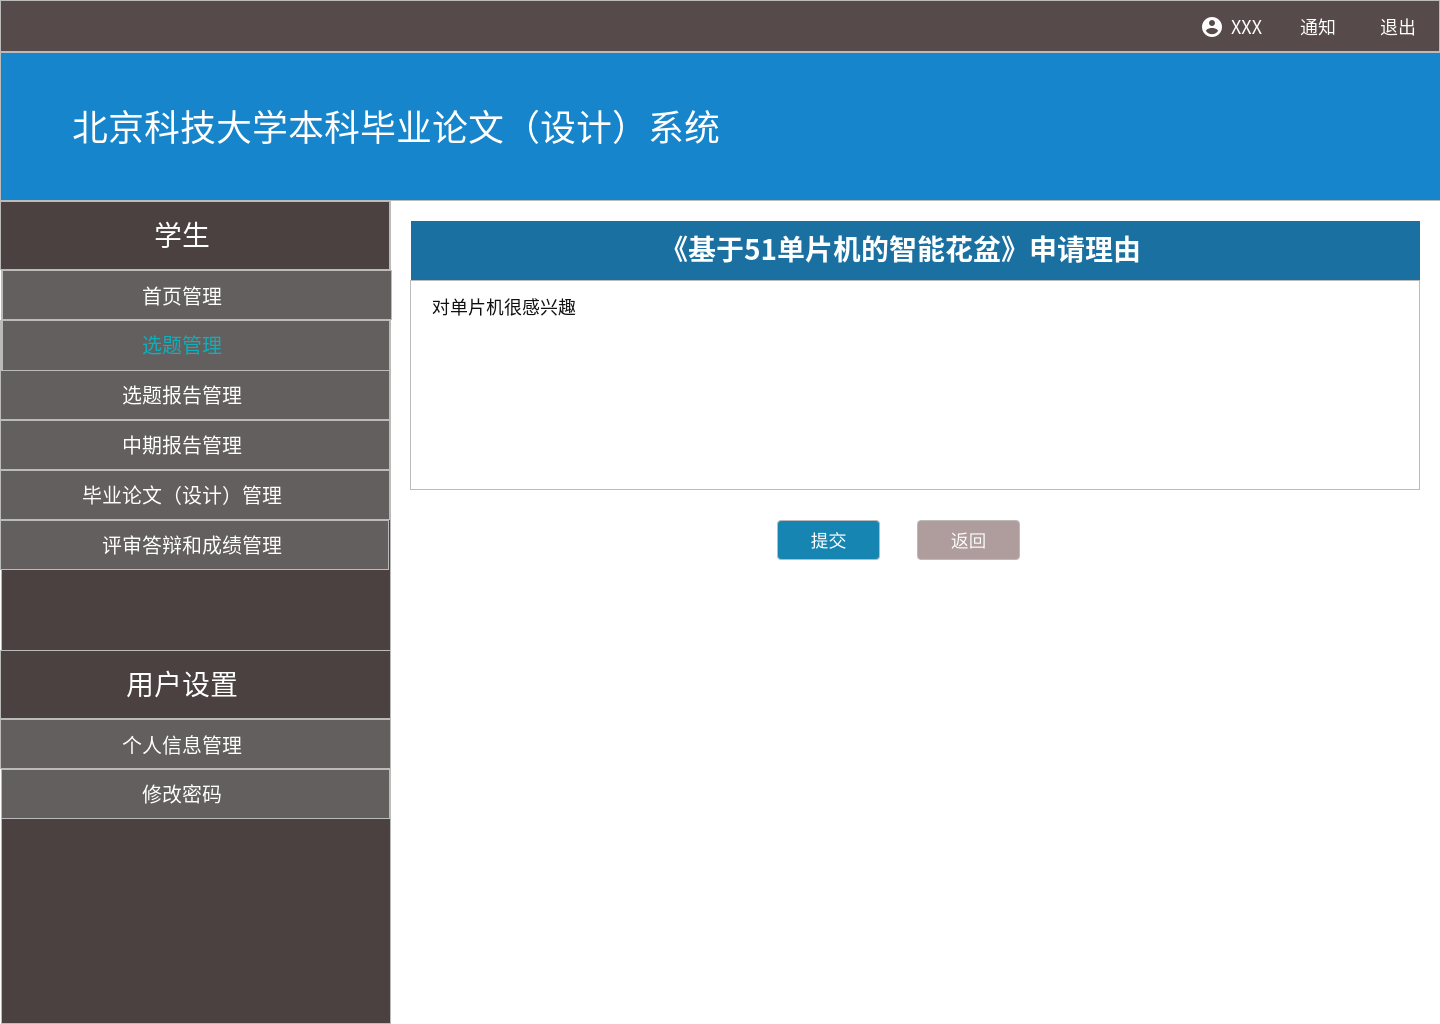 XXX 通知 退出
北京科技大学本科毕业论文（设计）系统
学生
首页管理
选题管理
选题报告管理
中期报告管理
毕业论文（设计）管理
评审答辩和成绩管理
用户设置
个人信息管理
修改密码
《基于51单片机的智能花盆》申请理由
对单片机很感兴趣
提交 返回